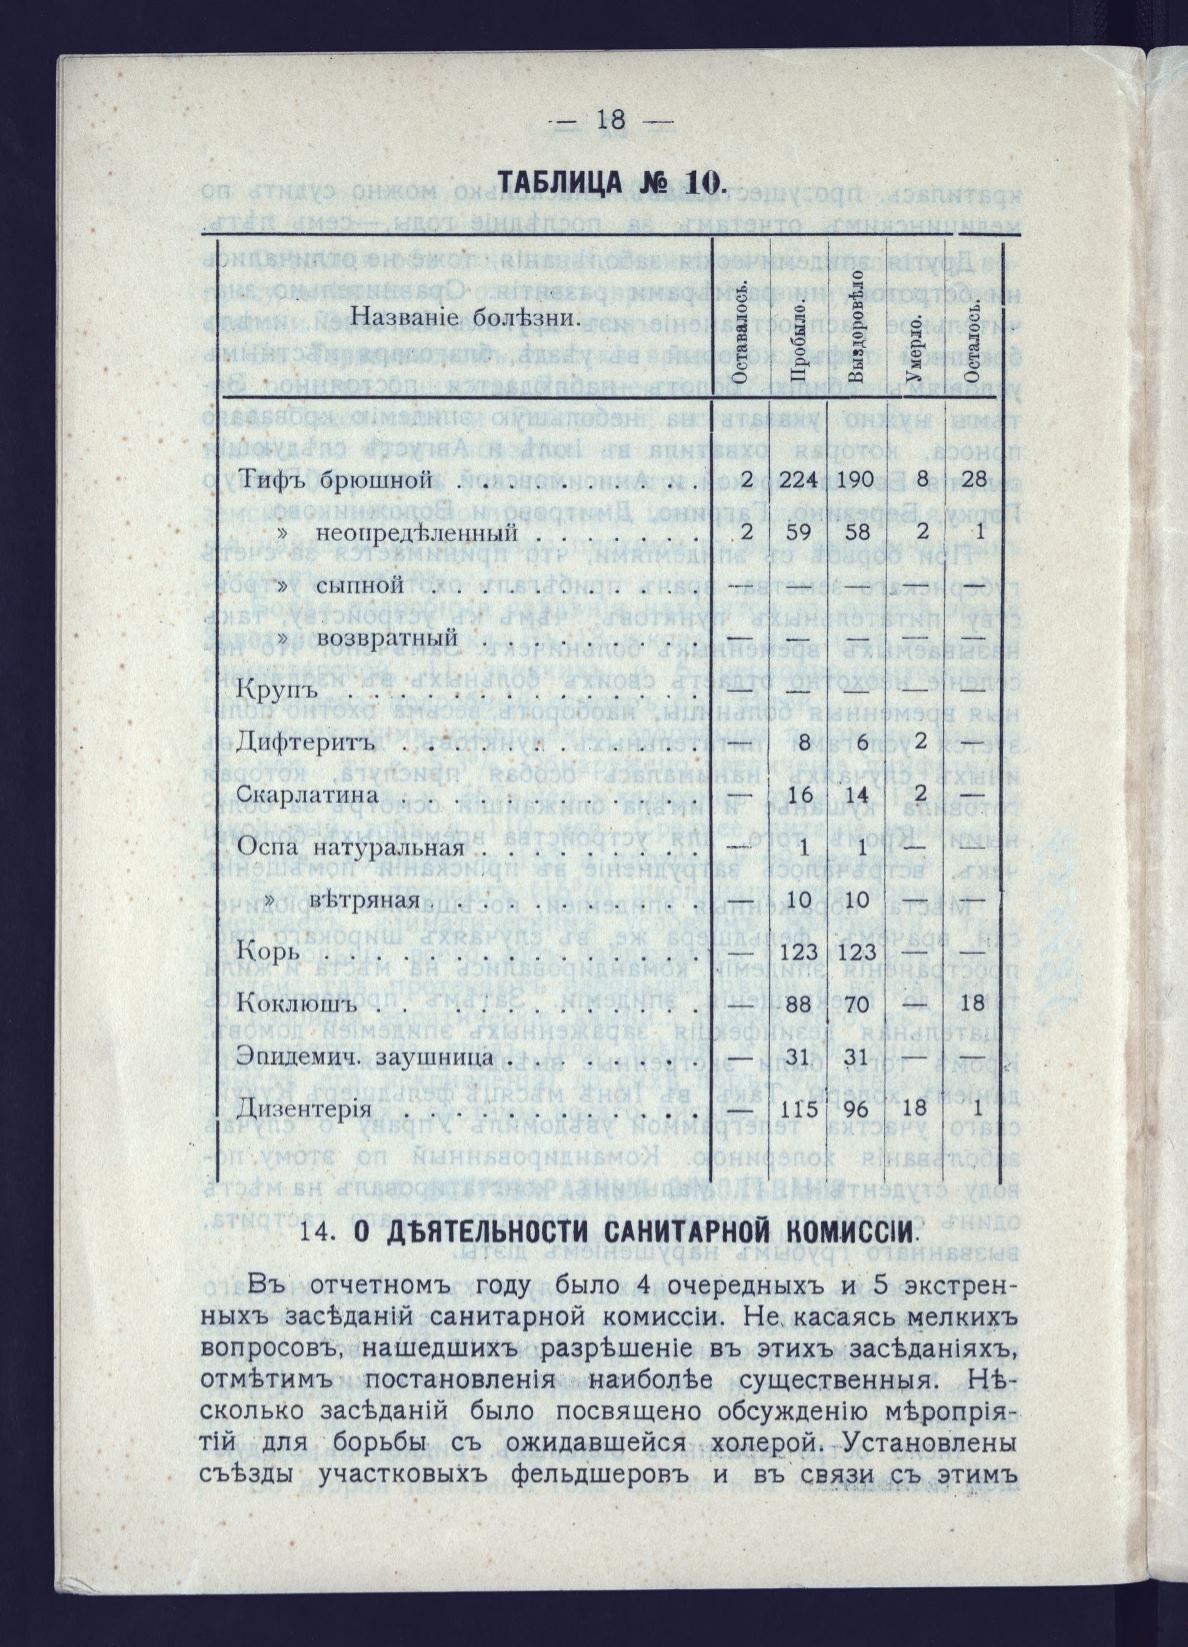 — 18 —
ТАБЛИЦА № 10.
Названіе болѣзни. Оставалось. Пробыло. Выздоровѣло Умерло. Осталось.
Тифъ брюшной . . . . . . . . . . 2 224 190 8 28
» неопредѣленный . . . . . . . 2 59 58 2 1
» сыпной . . . . . . . . . . — — — — —
» возвратный . . . . . . . . . — — — — —
Крупъ . . . . . . . . . . . . . . — — — — —
Дифтеритъ . . . . . . . . . . . . — 8 6 2 —
Скарлатина . . . . . . . . . . . . — 16 14 2 —
Оспа натуральная . . . . . . . . . — 1 1 — —
» вѣтряная . . . . . . . . . . — 10 10 — —
Корь . . . . . . . . . . . . . . . — 123 123 — —
Коклюшъ . . . . . . . . . . . . . — 88 70 18
Эпидемич. заушница . . . . . . . . — 31 31 — —
Дизентерія . . . . . . . . . . . . — 115 96 18 1
14. О ДѢЯТЕЛЬНОСТИ САНИТАРНОЙ КОМИССІИ.
Въ отчетномъ году было 4 очередныхъ и 5 экстрен-
ныхъ засѣданій санитарной комиссіи. Не касаясь мелкихъ
вопросовъ, нашедшихъ разрѣшеніе въ этихъ засѣданіяхъ,
отмѣтимъ постановленія наиболѣе существенныя. Нѣ-
сколько засѣданій было посвящено обсужденію мѣропрія-
тій для борьбы съ ожидавшейся холерой. Установлены
съѣзды участковыхъ фельдшеровъ и въ связи съ этимъ